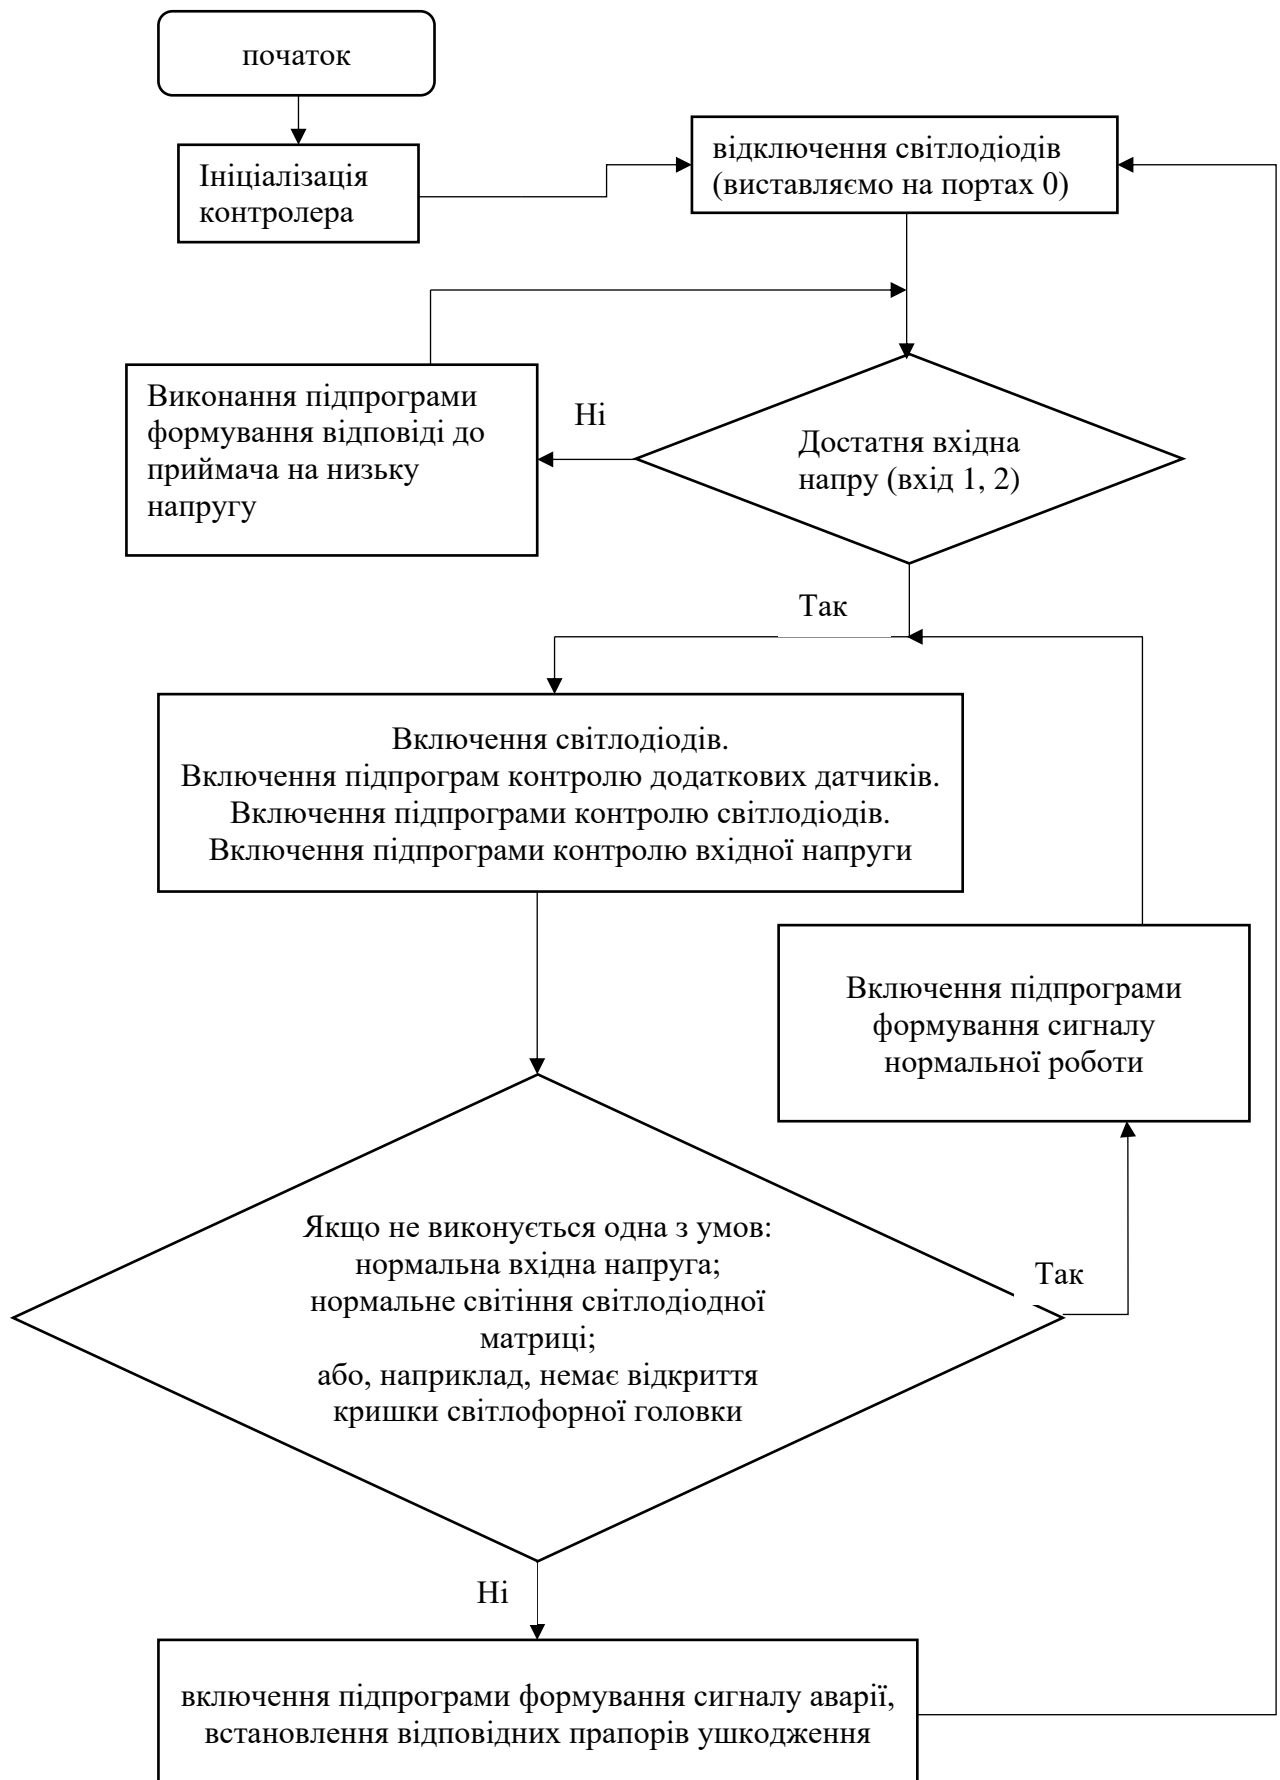 початок
Ініціалізація
контролера
відключення світлодіодів
(виставляємо на портах 0)
Виконання підпрограми
формування відповіді до
приймача на низьку
напругу
Ні
Достатня вхідна
напру (вхід 1, 2)
Так
Включення світлодіодів.
Включення підпрограм контролю додаткових датчиків.
Включення підпрограми контролю світлодіодів.
Включення підпрограми контролю вхідної напруги
Включення підпрограми
формування сигналу
нормальної роботи
Якщо не виконується одна з умов:
нормальна вхідна напруга;
нормальне світіння світлодіодної
матриці;
або, наприклад, немає відкриття
кришки світлофорної головки
Так
Ні
включення підпрограми формування сигналу аварії,
встановлення відповідних прапорів ушкодження